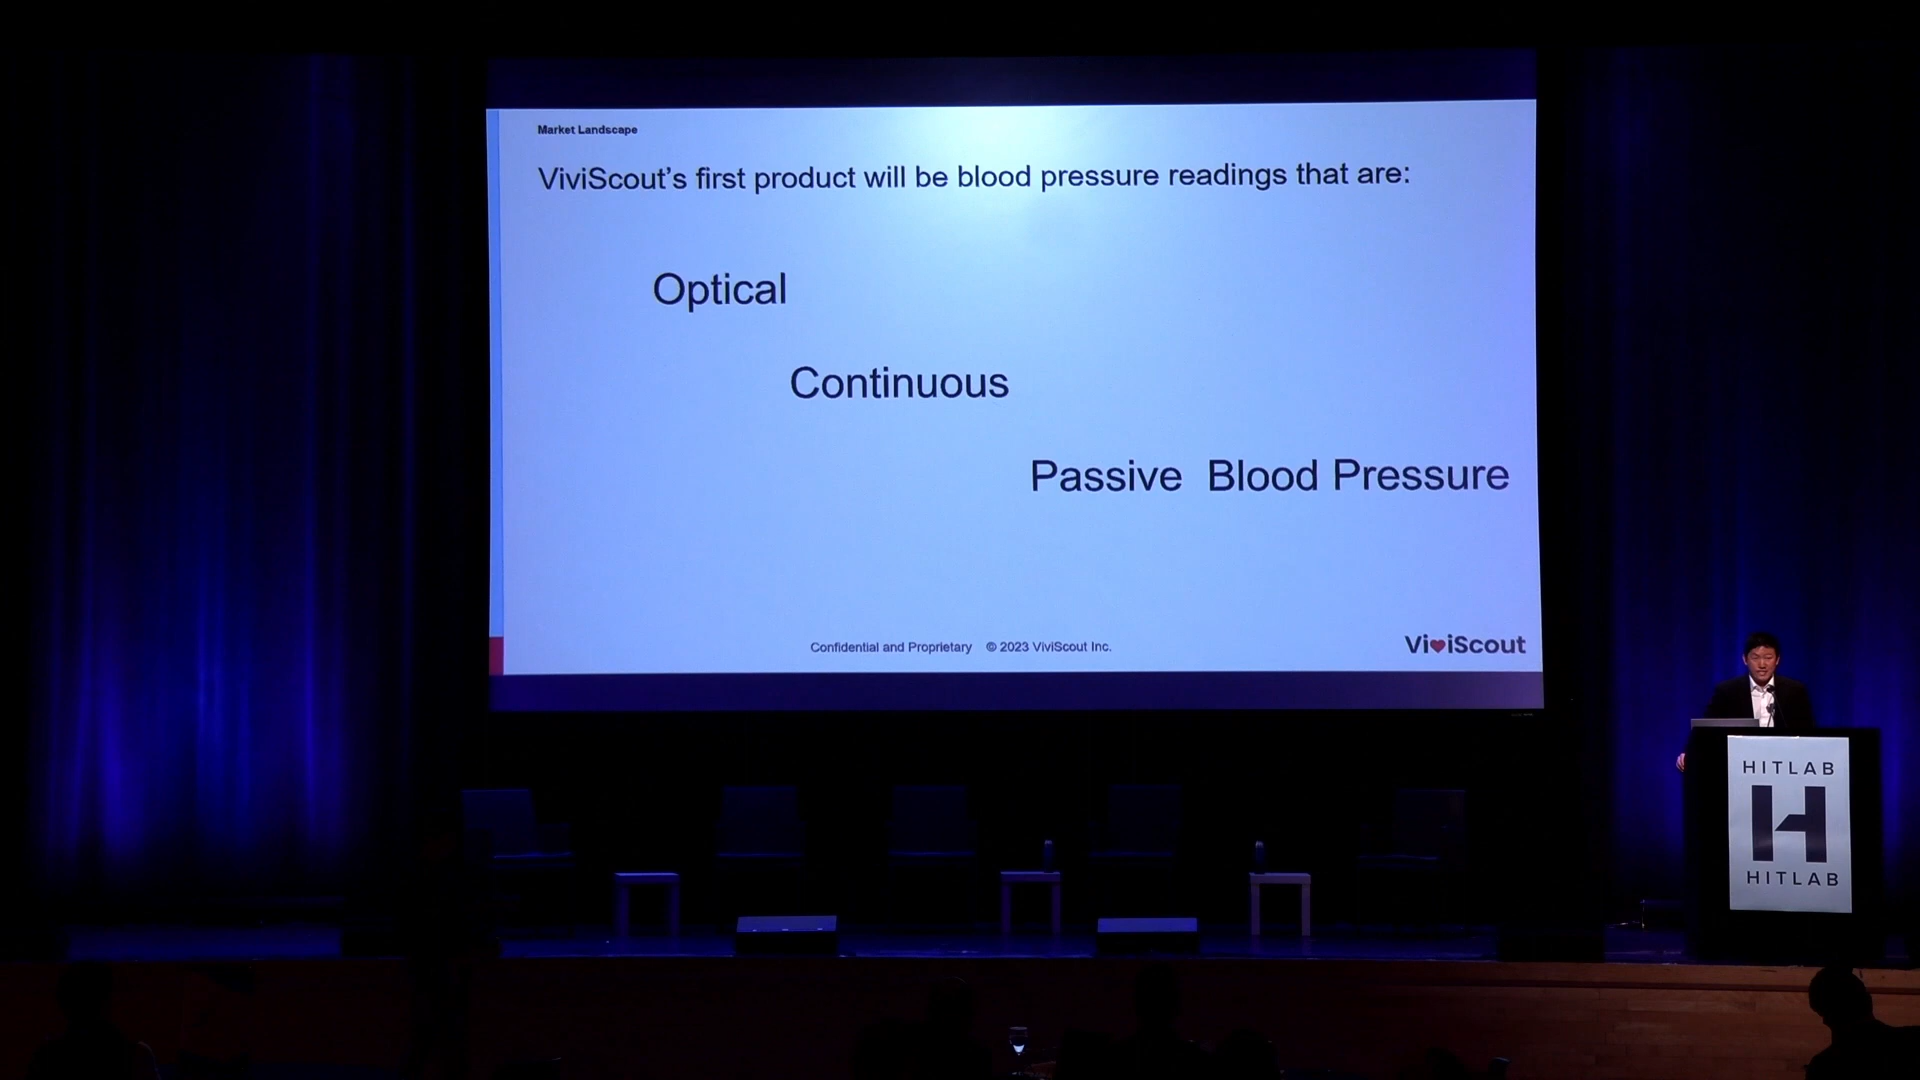 Market Landscape
ViviScout's first product will be blood pressure readings that are:
Optical
Continuous
Passive Blood Pressure
Confidential and Proprietary © 2023 ViviScout Inc.
ViviScout
HITLAB
H
HITLAB